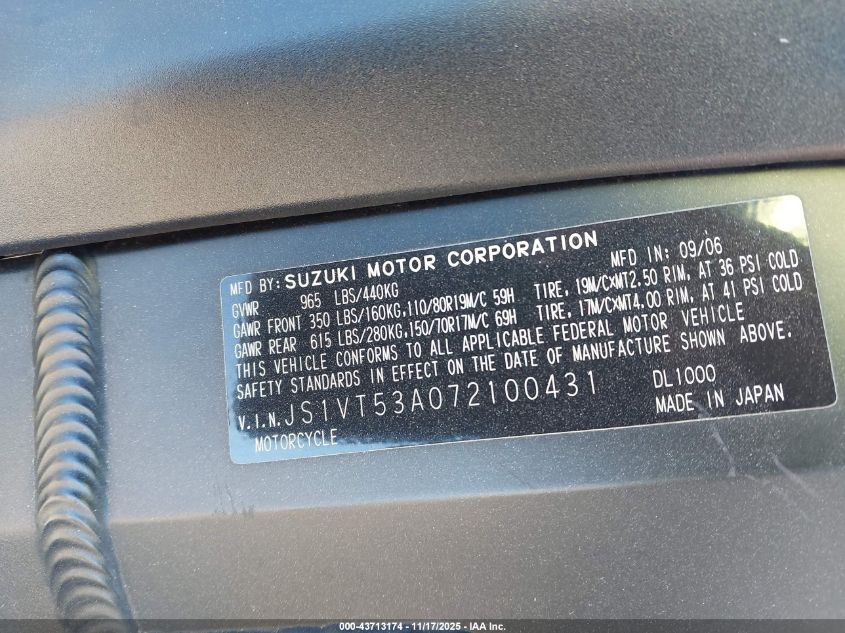 MFD BY: SUZUKI MOTOR CORPORATION MFD IN: 09/06
GVWR 965 LBS/440KG
GAWR FRONT 350 LBS/160KG,110/80R19M/C 59H TIRE, 19M/CXMT2.50 RIM, AT 36 PSI COLD
GAWR REAR 615 LBS/280KG,150/70R17M/C 69H TIRE, 17M/CXMT4.00 RIM, AT 41 PSI COLD
THIS VEHICLE CONFORMS TO ALL APPLICABLE FEDERAL MOTOR VEHICLE
SAFETY STANDARDS IN EFFECT ON THE DATE OF MANUFACTURE SHOWN ABOVE.
V.I.N. JS1VT53A072100431 DL1000
MOTORCYCLE MADE IN JAPAN
000-43713174 - 11/17/2025 - IAA Inc.